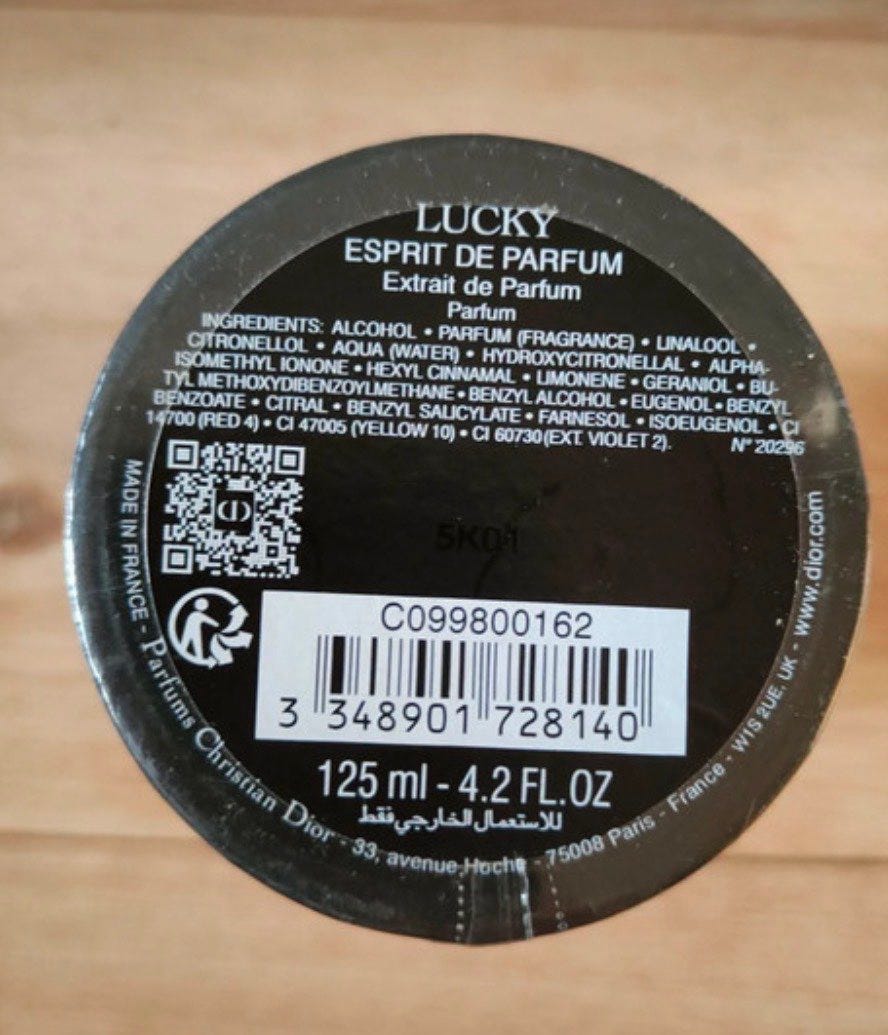 LUCKY
ESPRIT DE PARFUM
Extrait de Parfum
Parfum
INGREDIENTS: ALCOHOL • PARFUM (FRAGRANCE) • LINALOOL •
CITRONELLOL • AQUA (WATER) • HYDROXYCITRONELLAL • ALPHA-
ISOMETHYL IONONE • HEXYL CINNAMAL • LIMONENE • GERANIOL • BU-
TYL METHOXYDIBENZOYLMETHANE • BENZYL ALCOHOL • EUGENOL • BENZYL
BENZOATE • CITRAL • BENZYL SALICYLATE • FARNESOL • ISOEUGENOL • CI
14700 (RED 4) • CI 47005 (YELLOW 10) • CI 60730 (EXT. VIOLET 2). N° 20296
5K01
C099800162
3 348901 728140
125 ml - 4.2 FL.OZ
للاستعمال الخارجي فقط
MADE IN FRANCE - Parfums Christian Dior - 33, avenue Hoche - 75008 Paris - France - W1S 2UE, UK - www.dior.com